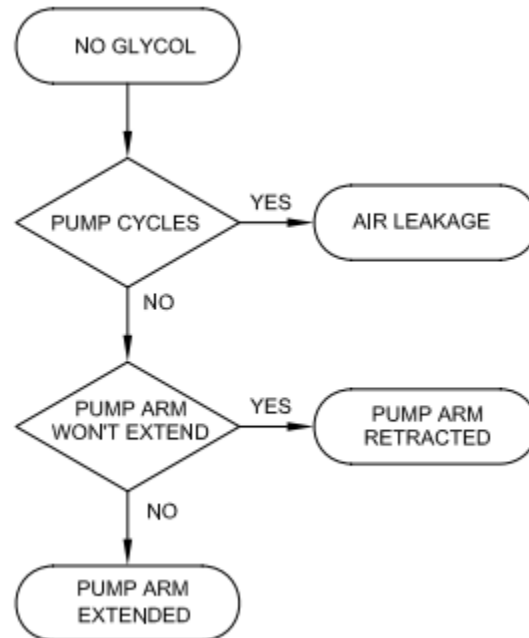 NO GLYCOL
PUMP CYCLES
YES
AIR LEAKAGE
NO
PUMP ARM
WON'T EXTEND
YES
PUMP ARM
RETRACTED
NO
PUMP ARM
EXTENDED